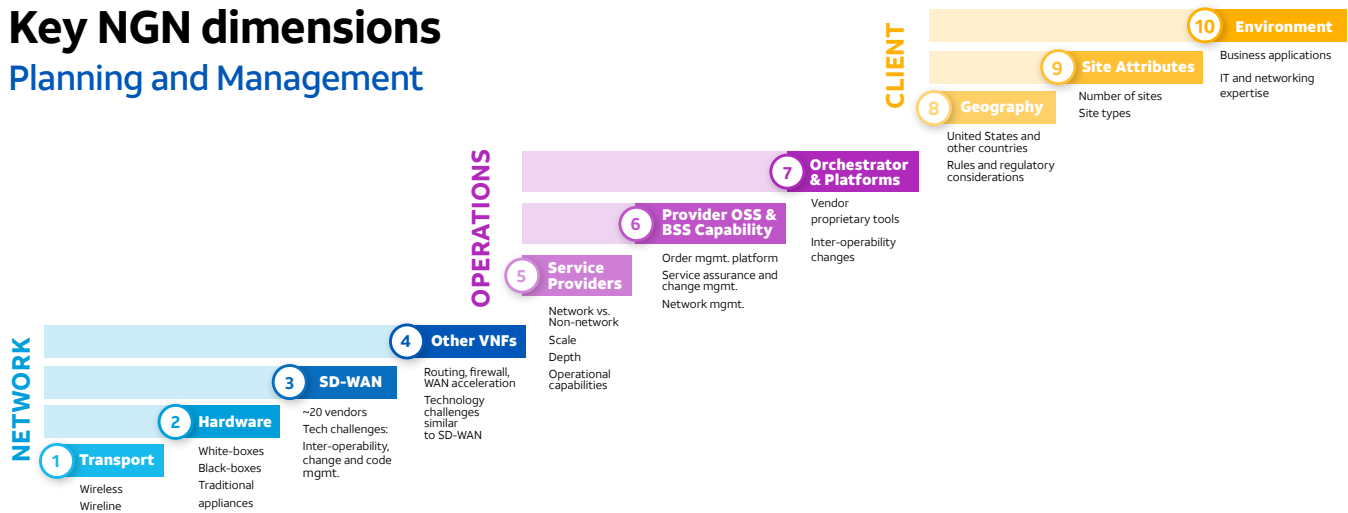 Key NGN dimensions
Planning and Management
NETWORK
1 Transport
Wireless
Wireline
2 Hardware
White-boxes
Black-boxes
Traditional
appliances
3 SD-WAN
~20 vendors
Tech challenges:
Inter-operability,
change and code
mgmt.
4 Other VNFs
Routing, firewall,
WAN acceleration
Technology
challenges
similar
to SD-WAN
OPERATIONS
5 Service
Providers
Network vs.
Non-network
Scale
Depth
Operational
capabilities
6 Provider OSS &
BSS Capability
Order mgmt. platform
Service assurance and
change mgmt.
Network mgmt.
7 Orchestrator
& Platforms
Vendor
proprietary tools
Inter-operability
changes
CLIENT
8 Geography
United States and
other countries
Rules and regulatory
considerations
9 Site Attributes
Number of sites
Site types
10 Environment
Business applications
IT and networking
expertise